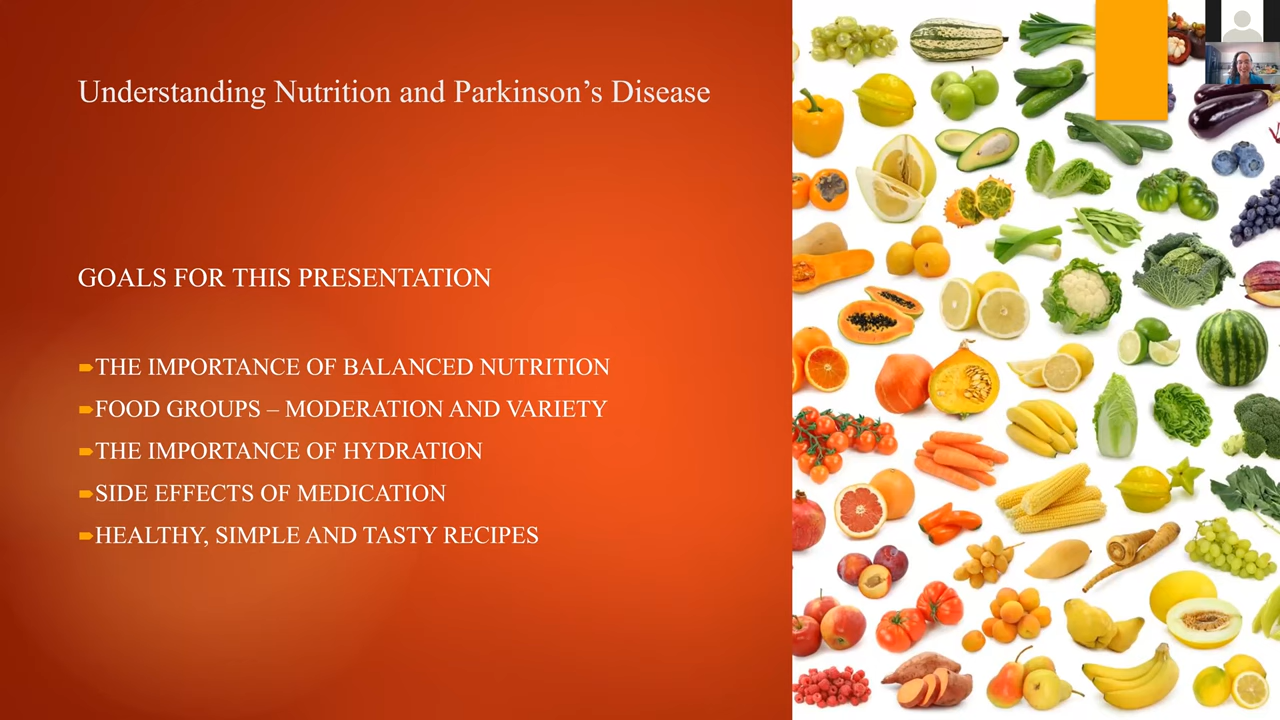 Understanding Nutrition and Parkinson’s Disease
GOALS FOR THIS PRESENTATION
THE IMPORTANCE OF BALANCED NUTRITION
FOOD GROUPS – MODERATION AND VARIETY
THE IMPORTANCE OF HYDRATION
SIDE EFFECTS OF MEDICATION
HEALTHY, SIMPLE AND TASTY RECIPES